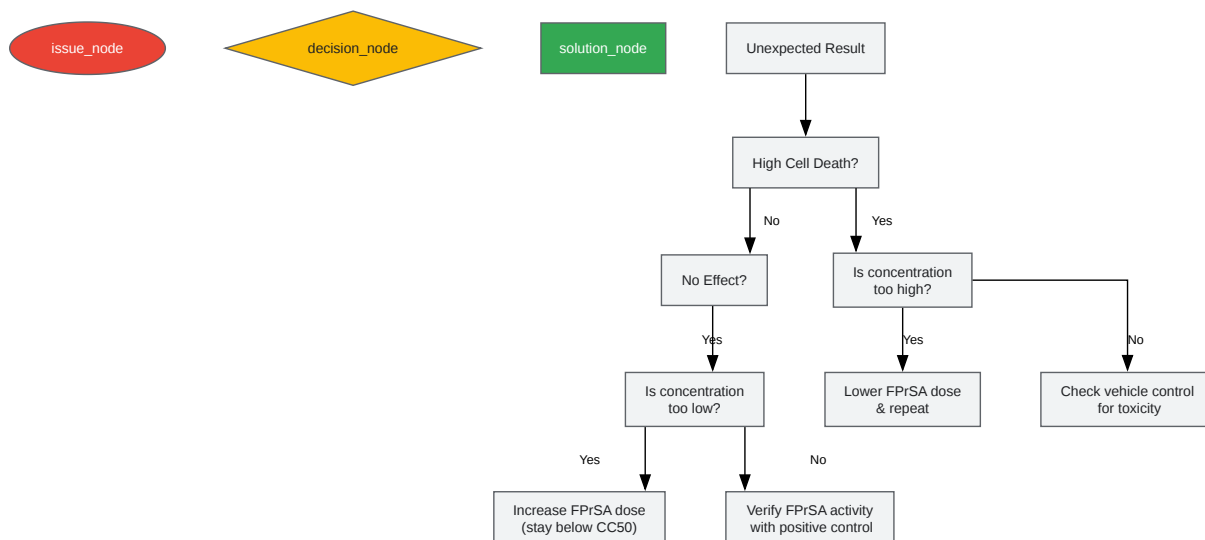 issue_node
decision_node
solution_node
Unexpected Result
High Cell Death?
No
Yes
No Effect?
Is concentration
too high?
Yes
Yes
No
Is concentration
too low?
Lower FPrSA dose
& repeat
Check vehicle control
for toxicity
Yes
No
Increase FPrSA dose
(stay below CC50)
Verify FPrSA activity
with positive control